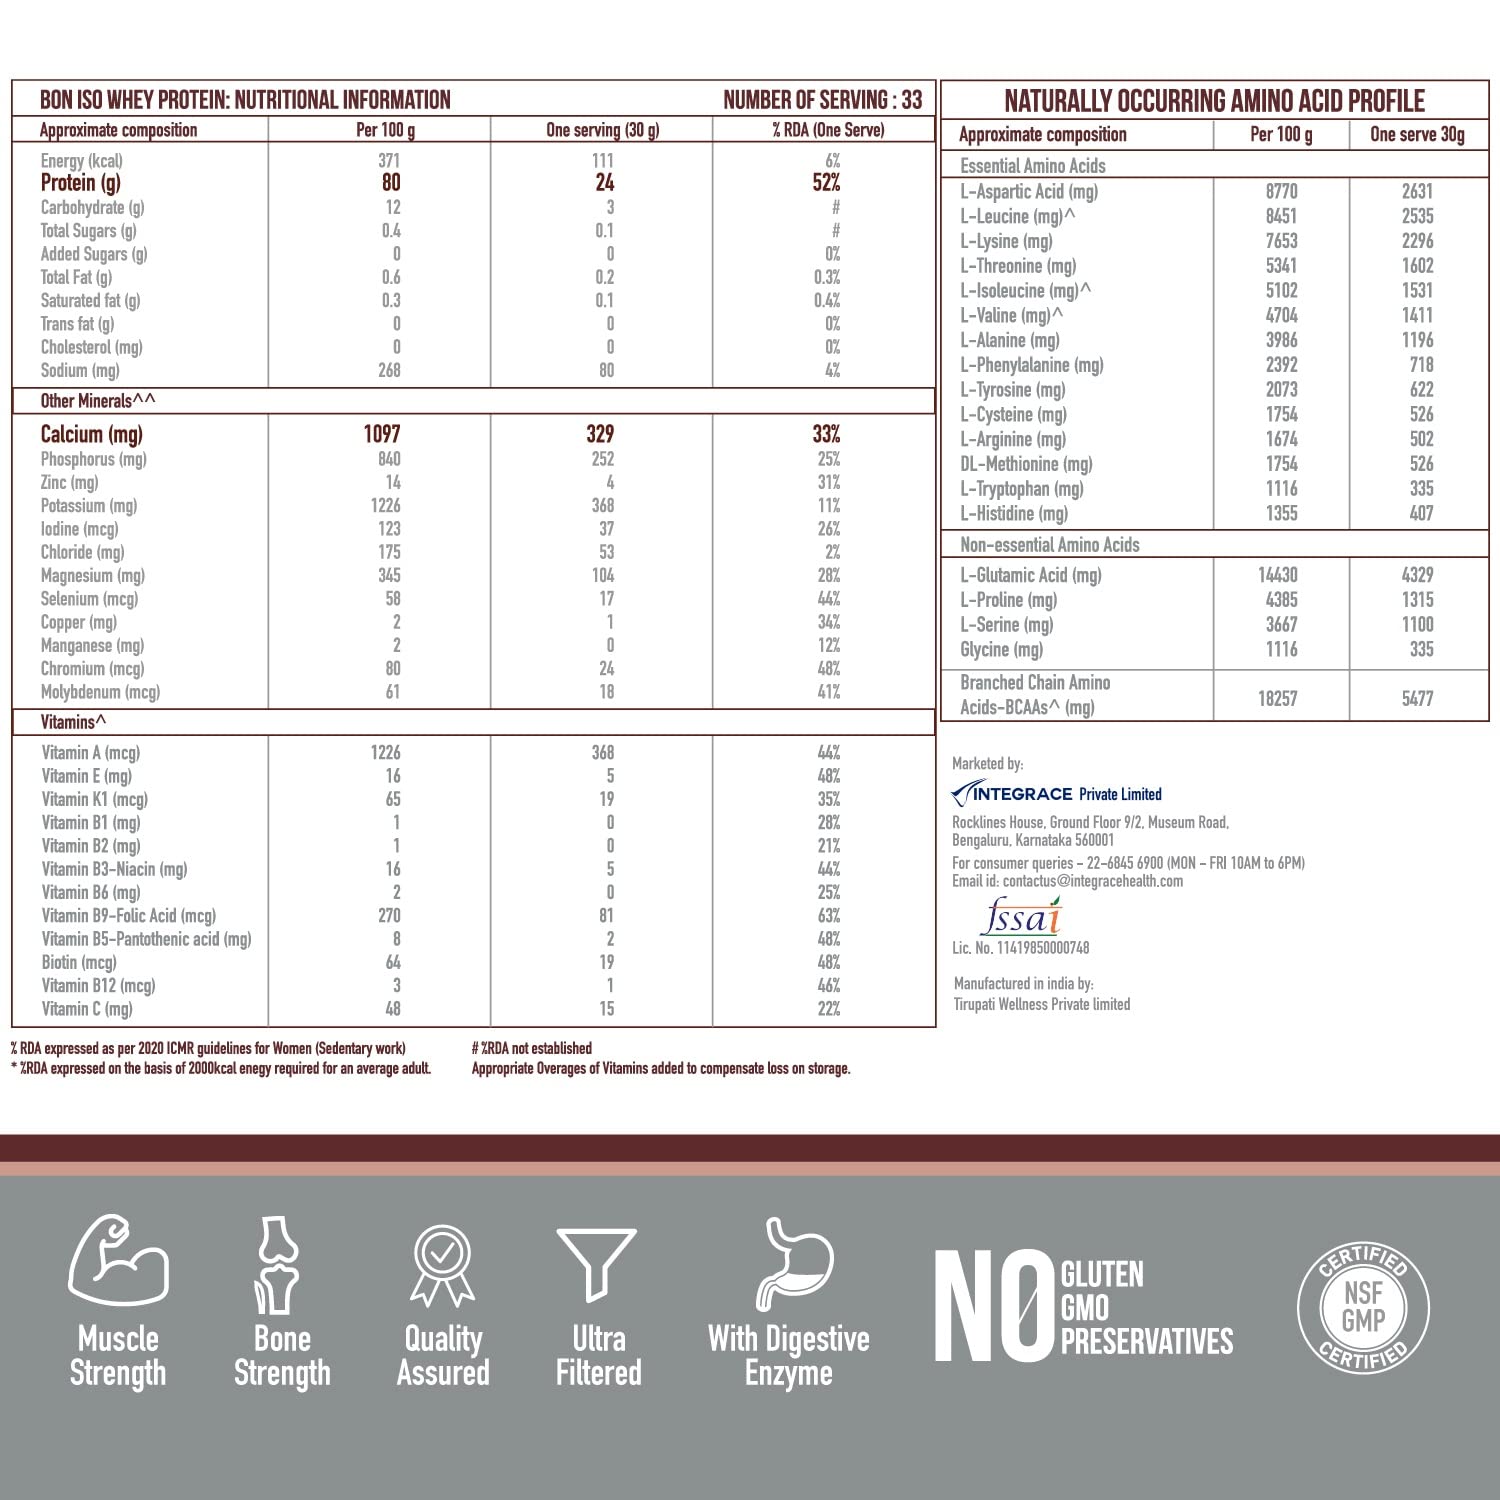 BON ISO WHEY PROTEIN: NUTRITIONAL INFORMATION NUMBER OF SERVING : 33
Approximate composition Per 100 g One serving (30 g) % RDA (One Serve)
Energy (kcal) 371 111 6%
Protein (g) 80 24 52%
Carbohydrate (g) 12 3 #
Total Sugars (g) 0.4 0.1 #
Added Sugars (g) 0 0 0%
Total Fat (g) 0.6 0.2 0.3%
Saturated fat (g) 0.3 0.1 0.4%
Trans fat (g) 0 0 0%
Cholesterol (mg) 0 0 0%
Sodium (mg) 268 80 4%
Other Minerals^^
Calcium (mg) 1097 329 33%
Phosphorus (mg) 840 252 25%
Zinc (mg) 14 4 31%
Potassium (mg) 1226 368 11%
Iodine (mcg) 123 37 26%
Chloride (mg) 175 53 2%
Magnesium (mg) 345 104 28%
Selenium (mcg) 58 17 44%
Copper (mg) 2 1 34%
Manganese (mg) 2 0 12%
Chromium (mcg) 80 24 48%
Molybdenum (mcg) 61 18 41%
Vitamins^
Vitamin A (mcg) 1226 368 44%
Vitamin E (mg) 16 5 48%
Vitamin K1 (mcg) 65 19 35%
Vitamin B1 (mg) 1 0 28%
Vitamin B2 (mg) 1 0 21%
Vitamin B3-Niacin (mg) 16 5 44%
Vitamin B6 (mg) 2 0 25%
Vitamin B9-Folic Acid (mcg) 270 81 63%
Vitamin B5-Pantothenic acid (mg) 8 2 48%
Biotin (mcg) 64 19 48%
Vitamin B12 (mcg) 3 1 46%
Vitamin C (mg) 48 15 22%
% RDA expressed as per 2020 ICMR guidelines for Women (Sedentary work)
* %RDA expressed on the basis of 2000kcal enegy required for an average adult.
# %RDA not established
Appropriate Overages of Vitamins added to compensate loss on storage.
NATURALLY OCCURRING AMINO ACID PROFILE
Approximate composition Per 100 g One serve 30g
Essential Amino Acids
L-Aspartic Acid (mg) 8770 2631
L-Leucine (mg)^ 8451 2535
L-Lysine (mg) 7653 2296
L-Threonine (mg) 5341 1602
L-Isoleucine (mg)^ 5102 1531
L-Valine (mg)^ 4704 1411
L-Alanine (mg) 3986 1196
L-Phenylalanine (mg) 2392 718
L-Tyrosine (mg) 2073 622
L-Cysteine (mg) 1754 526
L-Arginine (mg) 1674 502
DL-Methionine (mg) 1754 526
L-Tryptophan (mg) 1116 335
L-Histidine (mg) 1355 407
Non-essential Amino Acids
L-Glutamic Acid (mg) 14430 4329
L-Proline (mg) 4385 1315
L-Serine (mg) 3667 1100
Glycine (mg) 1116 335
Branched Chain Amino
Acids-BCAAs^ (mg) 18257 5477
Marketed by:
INTEGRACE Private Limited
Rocklines House, Ground Floor 9/2, Museum Road,
Bengaluru, Karnataka 560001
For consumer queries - 22-6845 6900 (MON - FRI 10AM to 6PM)
Email id: contactus@integracehealth.com
fssai
Lic. No. 11419850000748
Manufactured in india by:
Tirupati Wellness Private limited
Muscle
Strength
Bone
Strength
Quality
Assured
Ultra
Filtered
With Digestive
Enzyme
NO
GLUTEN
GMO
PRESERVATIVES
CERTIFIED
NSF
GMP
CERTIFIED